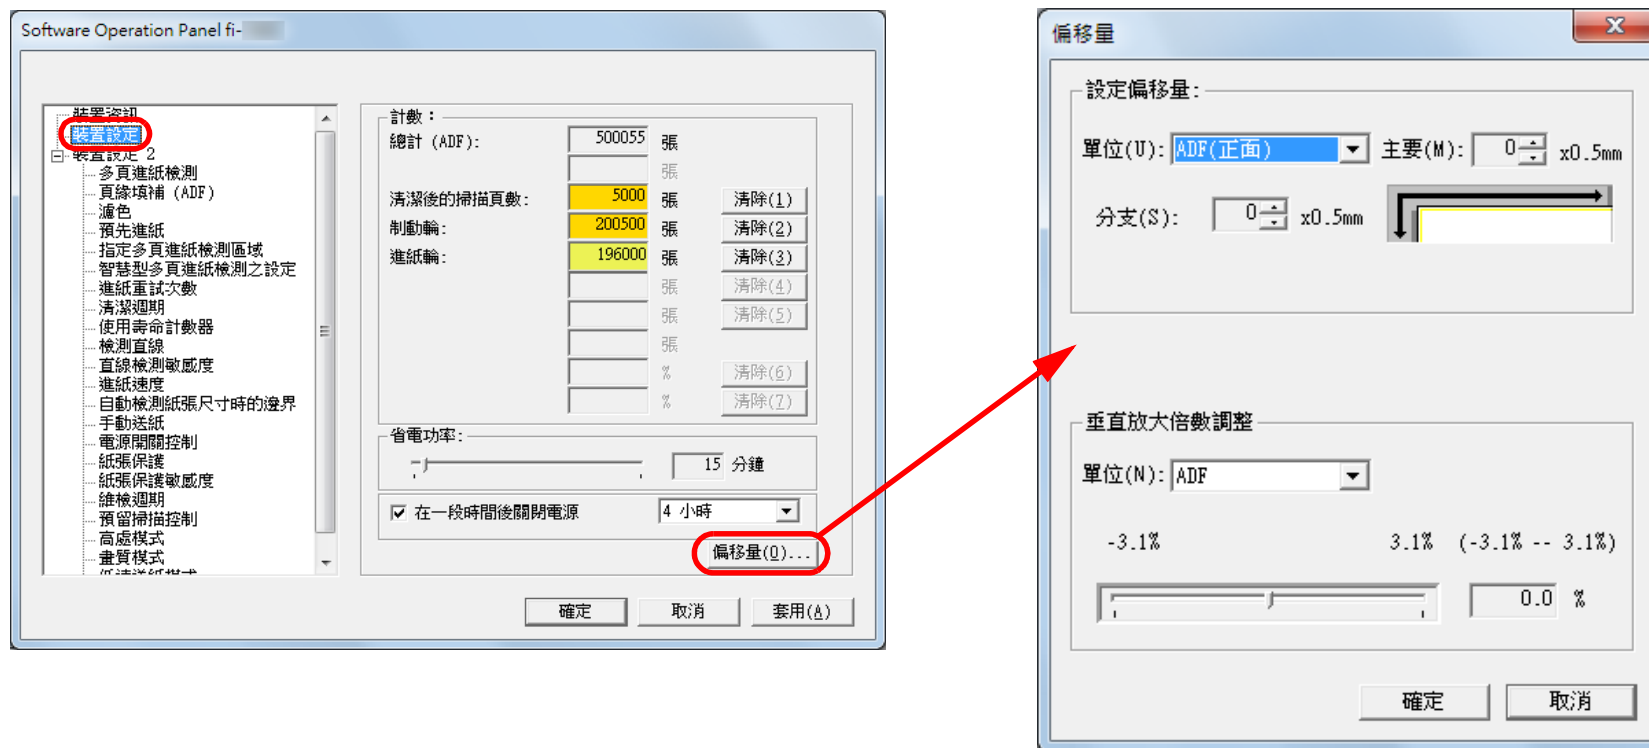 Software Operation Panel fi-
裝置資訊
裝置設定
裝置設定 2
多頁進紙檢測
頁緣填補 (ADF)
濾色
預先進紙
指定多頁進紙檢測區域
智慧型多頁進紙檢測之設定
進紙重試次數
清潔週期
使用壽命計數器
檢測直線
直線檢測敏感度
進紙速度
自動檢測紙張尺寸時的邊界
手動送紙
電源開關控制
紙張保護
紙張保護敏感度
維檢週期
預留掃描控制
高處模式
畫質模式
低速送紙模式
計數：
總計 (ADF): 500055 張
張
清潔後的掃描頁數: 5000 張 清除(1)
制動輪: 200500 張 清除(2)
進紙輪: 196000 張 清除(3)
張 清除(4)
張 清除(5)
張
% 清除(6)
% 清除(7)
省電功率:
15 分鐘
在一段時間後關閉電源 4 小時
偏移量(O)...
確定 取消 套用(A)
偏移量
設定偏移量:
單位(U): ADF(正面) 主要(M): 0 x0.5mm
分支(S): 0 x0.5mm
垂直放大倍數調整
單位(N): ADF
-3.1% 3.1% (-3.1% -- 3.1%)
0.0 %
確定 取消